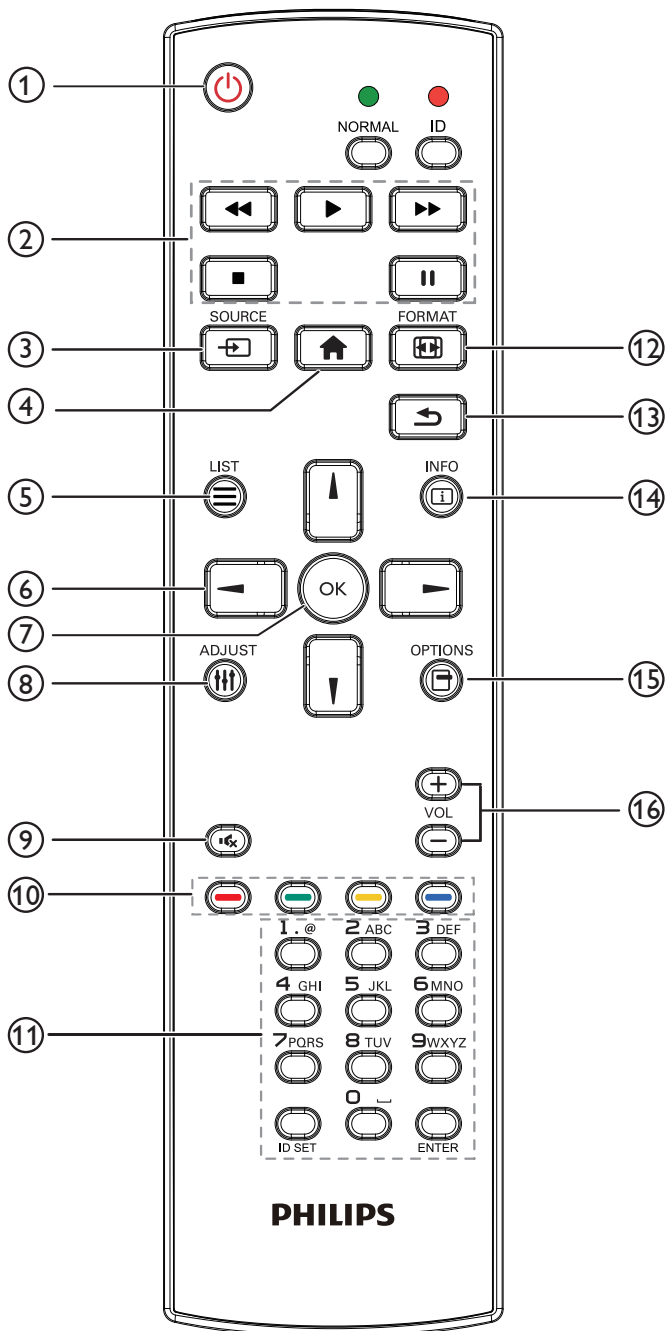 ①
NORMAL ID
②
SOURCE FORMAT
③ ⑫
④
⑬
LIST INFO
i
⑤ ⑭
⑥
OK
⑦
ADJUST OPTIONS
⑧ ⑮
VOL
⑯
⑨
⑩
1.@ 2 ABC 3 DEF
4 GHI 5 JKL 6 MNO
⑪
7 PQRS 8 TUV 9 WXYZ
0
ID SET ENTER
PHILIPS